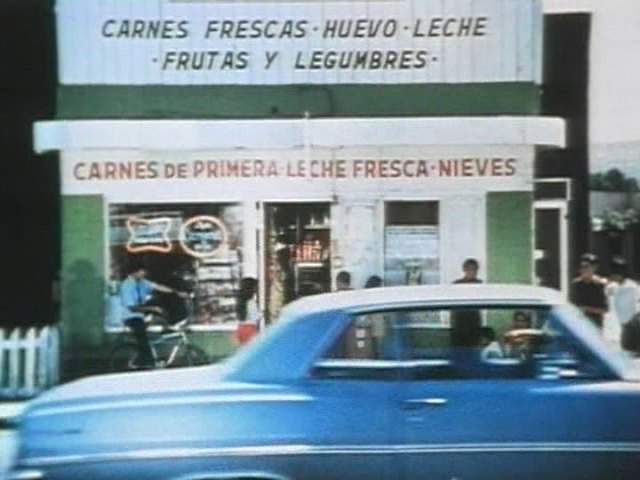 CARNES FRESCAS·HUEVO·LECHE
·FRUTAS Y LEGUMBRES·
CARNES DE PRIMERA·LECHE FRESCA·NIEVES